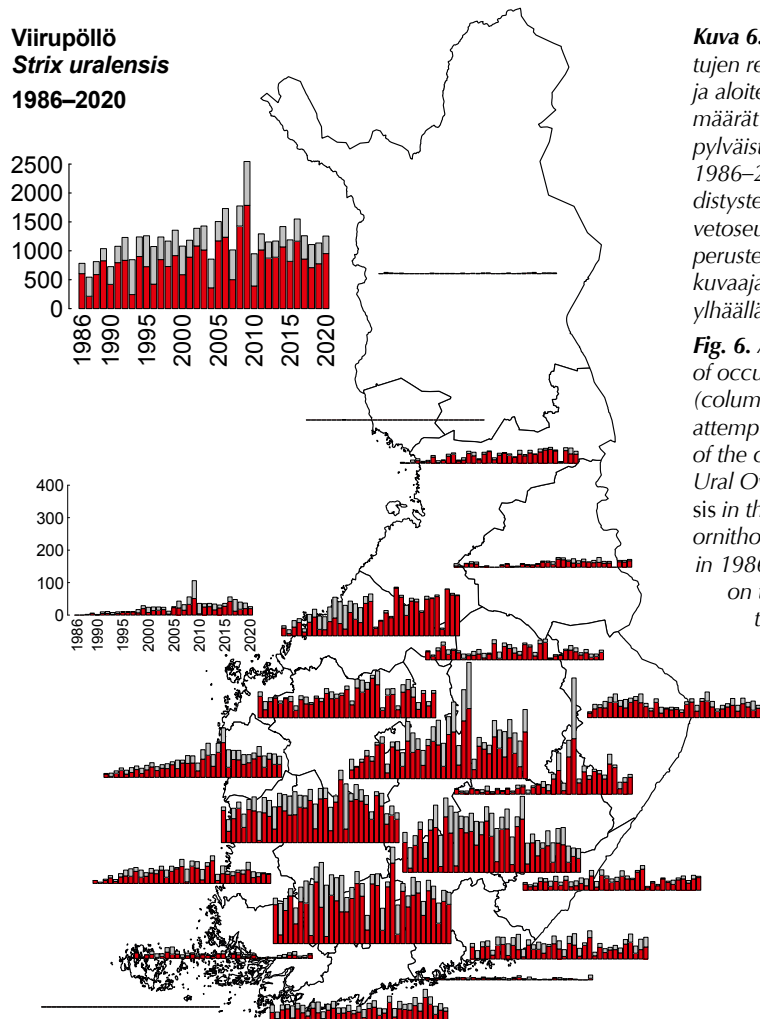 Viirupöllö
Strix uralensis
1986–2020
2500
2000
1500
1000
500
0
1986
1990
1995
2000
2005
2010
2015
2020
400
300
200
100
0
1986
1990
1995
2000
2005
2010
2015
2020
Kuva 6.
tujen re
ja aloite
määrät
pylväist
1986–2
distyste
vetoseu
peruste
kuvaaja
ylhääll
Fig. 6.
of occu
(colum
attemp
of the c
Ural Ov
sis in th
ornitho
in 1986
on t
t